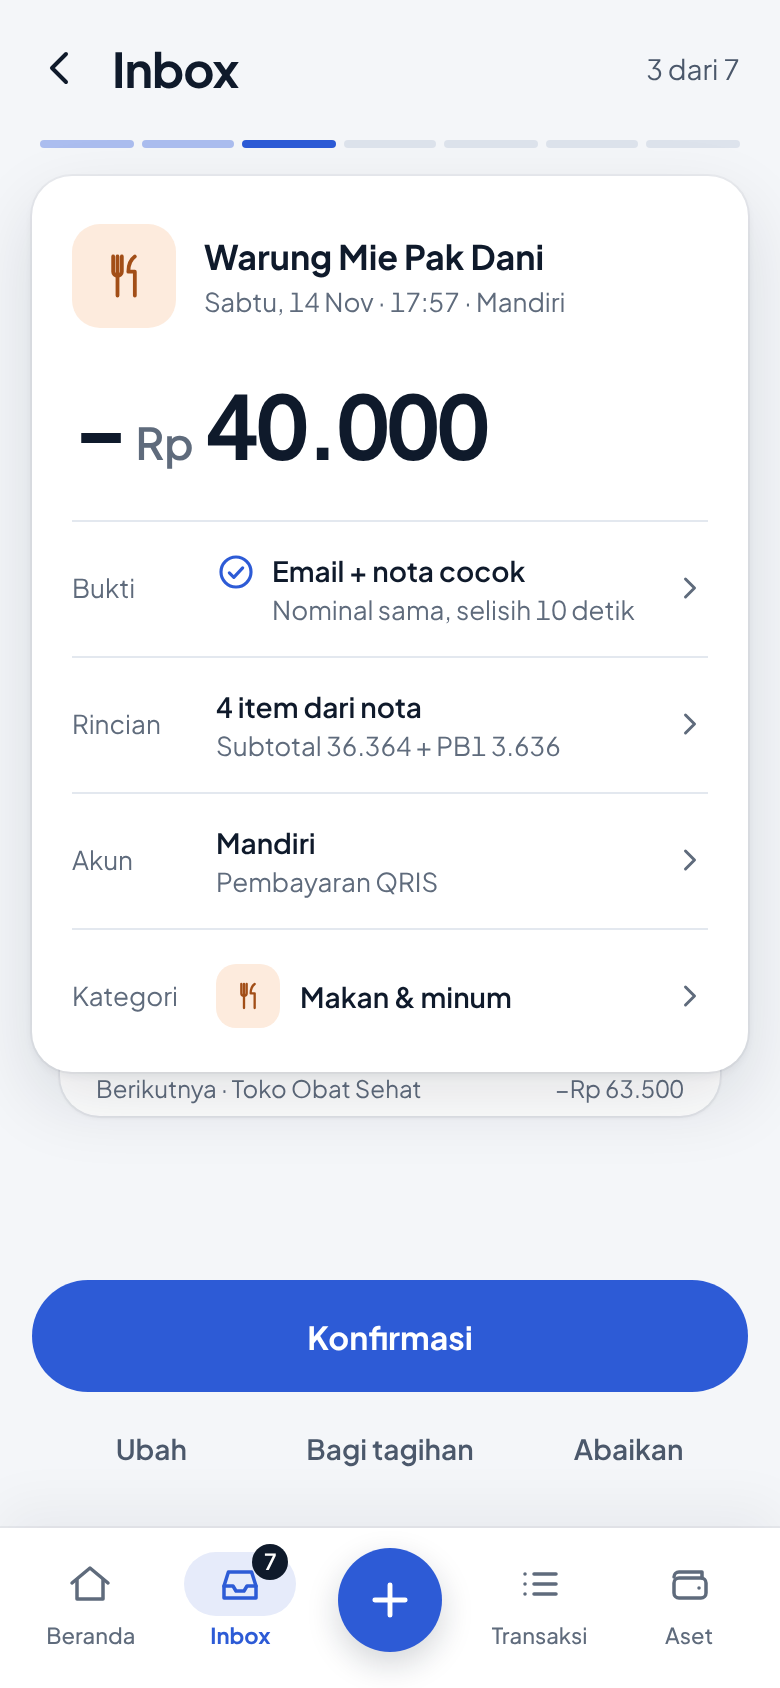 Inbox
3 dari 7
Warung Mie Pak Dani
Sabtu, 14 Nov · 17:57 · Mandiri
– Rp 40.000
Bukti
Email + nota cocok
Nominal sama, selisih 10 detik
Rincian
4 item dari nota
Subtotal 36.364 + PB1 3.636
Akun
Mandiri
Pembayaran QRIS
Kategori
Makan & minum
Berikutnya · Toko Obat Sehat
–Rp 63.500
Konfirmasi
Ubah
Bagi tagihan
Abaikan
7
Beranda
Inbox
Transaksi
Aset